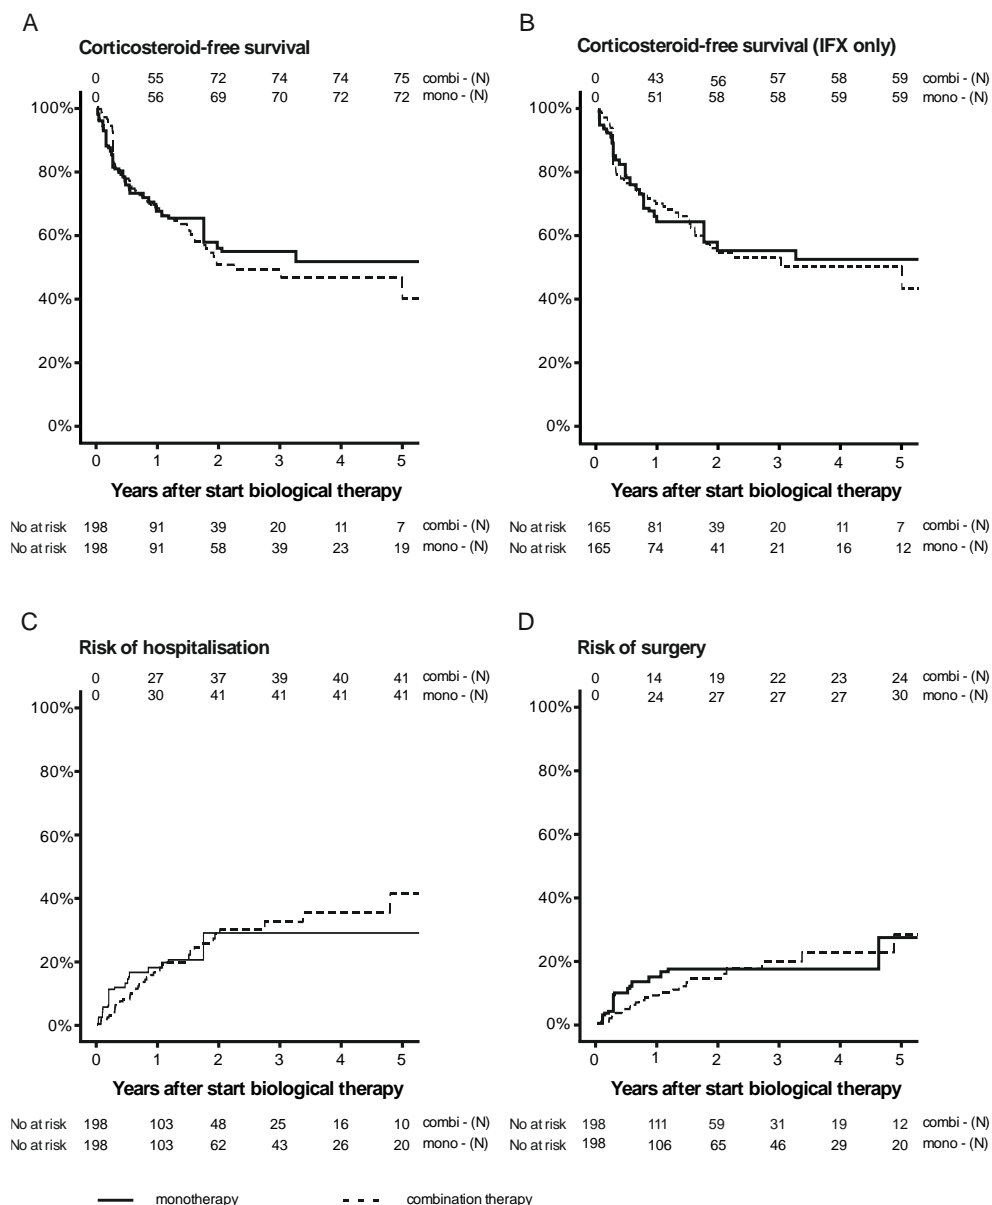 A
Corticosteroid-free survival
0 55 72 74 74 75 combi - (N)
0 56 69 70 72 72 mono - (N)
100%
80%
60%
40%
20%
0%
0 1 2 3 4 5
Years after start biological therapy
No at risk 198 91 39 20 11 7 combi - (N)
No at risk 198 91 58 39 23 19 mono - (N)
B
Corticosteroid-free survival (IFX only)
0 43 56 57 58 59 combi - (N)
0 51 58 58 59 59 mono - (N)
100%
80%
60%
40%
20%
0%
0 1 2 3 4 5
Years after start biological therapy
No at risk 165 81 39 20 11 7 combi - (N)
No at risk 165 74 41 21 16 12 mono - (N)
C
Risk of hospitalisation
0 27 37 39 40 41 combi - (N)
0 30 41 41 41 41 mono - (N)
100%
80%
60%
40%
20%
0%
0 1 2 3 4 5
Years after start biological therapy
No at risk 198 103 48 25 16 10 combi - (N)
No at risk 198 103 62 43 26 20 mono - (N)
D
Risk of surgery
0 14 19 22 23 24 combi - (N)
0 24 27 27 27 30 mono - (N)
100%
80%
60%
40%
20%
0%
0 1 2 3 4 5
Years after start biological therapy
No at risk 198 111 59 31 19 12 combi - (N)
No at risk 198 106 65 46 29 20 mono - (N)
monotherapy
combination therapy